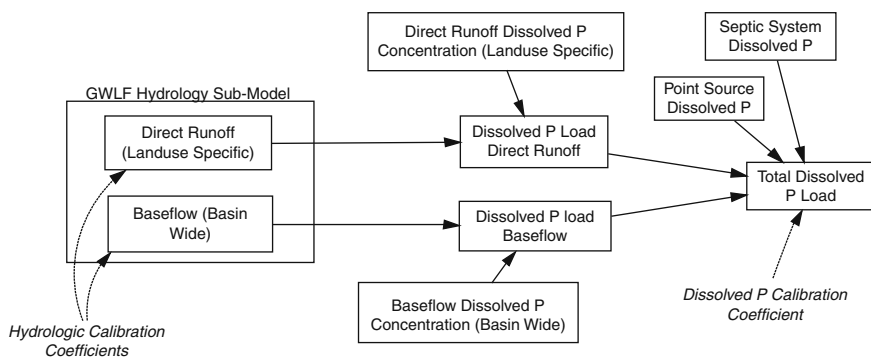 Direct Runoff Dissolved P
Concentration (Landuse Specific)
Septic System
Dissolved P
Point Source
Dissolved P
GWLF Hydrology Sub-Model
Direct Runoff
(Landuse Specific)
Dissolved P Load
Direct Runoff
Total Dissolved
P Load
Baseflow (Basin
Wide)
Dissolved P load
Baseflow
Baseflow Dissolved P
Concentration (Basin Wide)
Dissolved P Calibration
Coefficient
Hydrologic Calibration
Coefficients